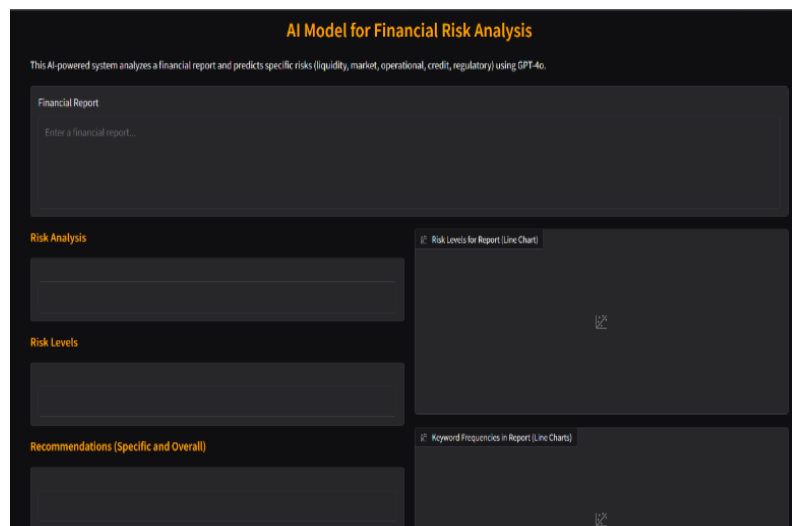 AI Model for Financial Risk Analysis
This AI-powered system analyzes a financial report and predicts specific risks (liquidity, market, operational, credit, regulatory) using GPT-4o.
Financial Report
Enter a financial report...
Risk Analysis
Risk Levels for Report (Line Chart)
Risk Levels
Recommendations (Specific and Overall)
Keyword Frequencies in Report (Line Charts)